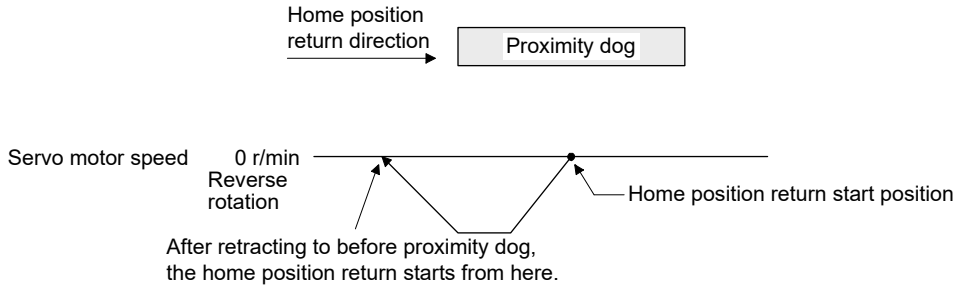 Home position
return direction
Proximity dog
Servo motor speed 0 r/min
Reverse
rotation
Home position return start position
After retracting to before proximity dog,
the home position return starts from here.